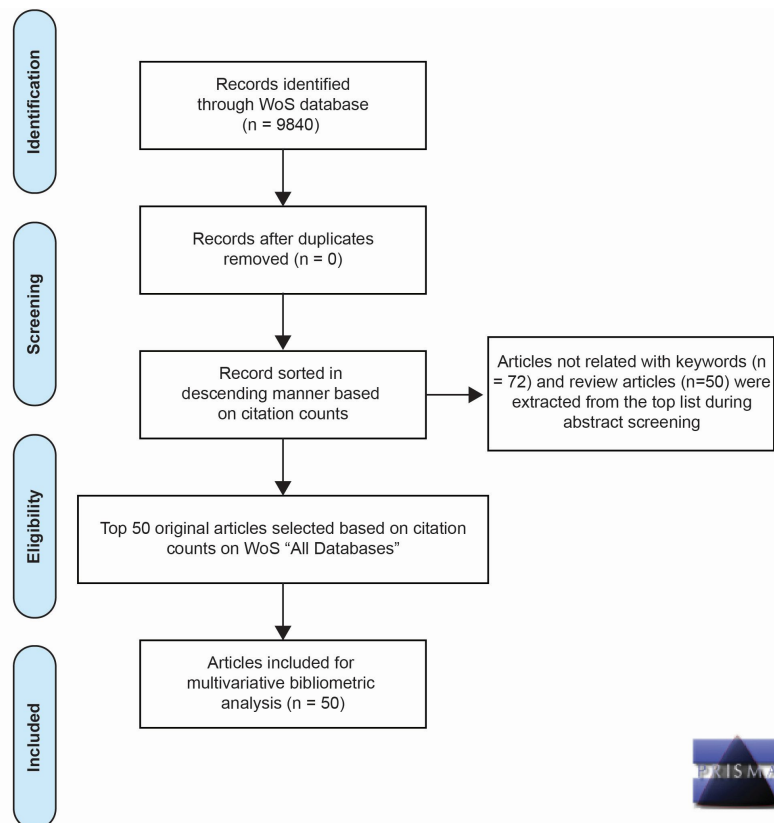 Identification
Records identified
through WoS database
(n = 9840)
Records after duplicates
removed (n = 0)
Screening
Record sorted in
descending manner based
on citation counts
Articles not related with keywords (n
= 72) and review articles (n=50) were
extracted from the top list during
abstract screening
Eligibility
Top 50 original articles selected based on citation
counts on WoS “All Databases”
Included
Articles included for
multivariative bibliometric
analysis (n = 50)
PRISMA